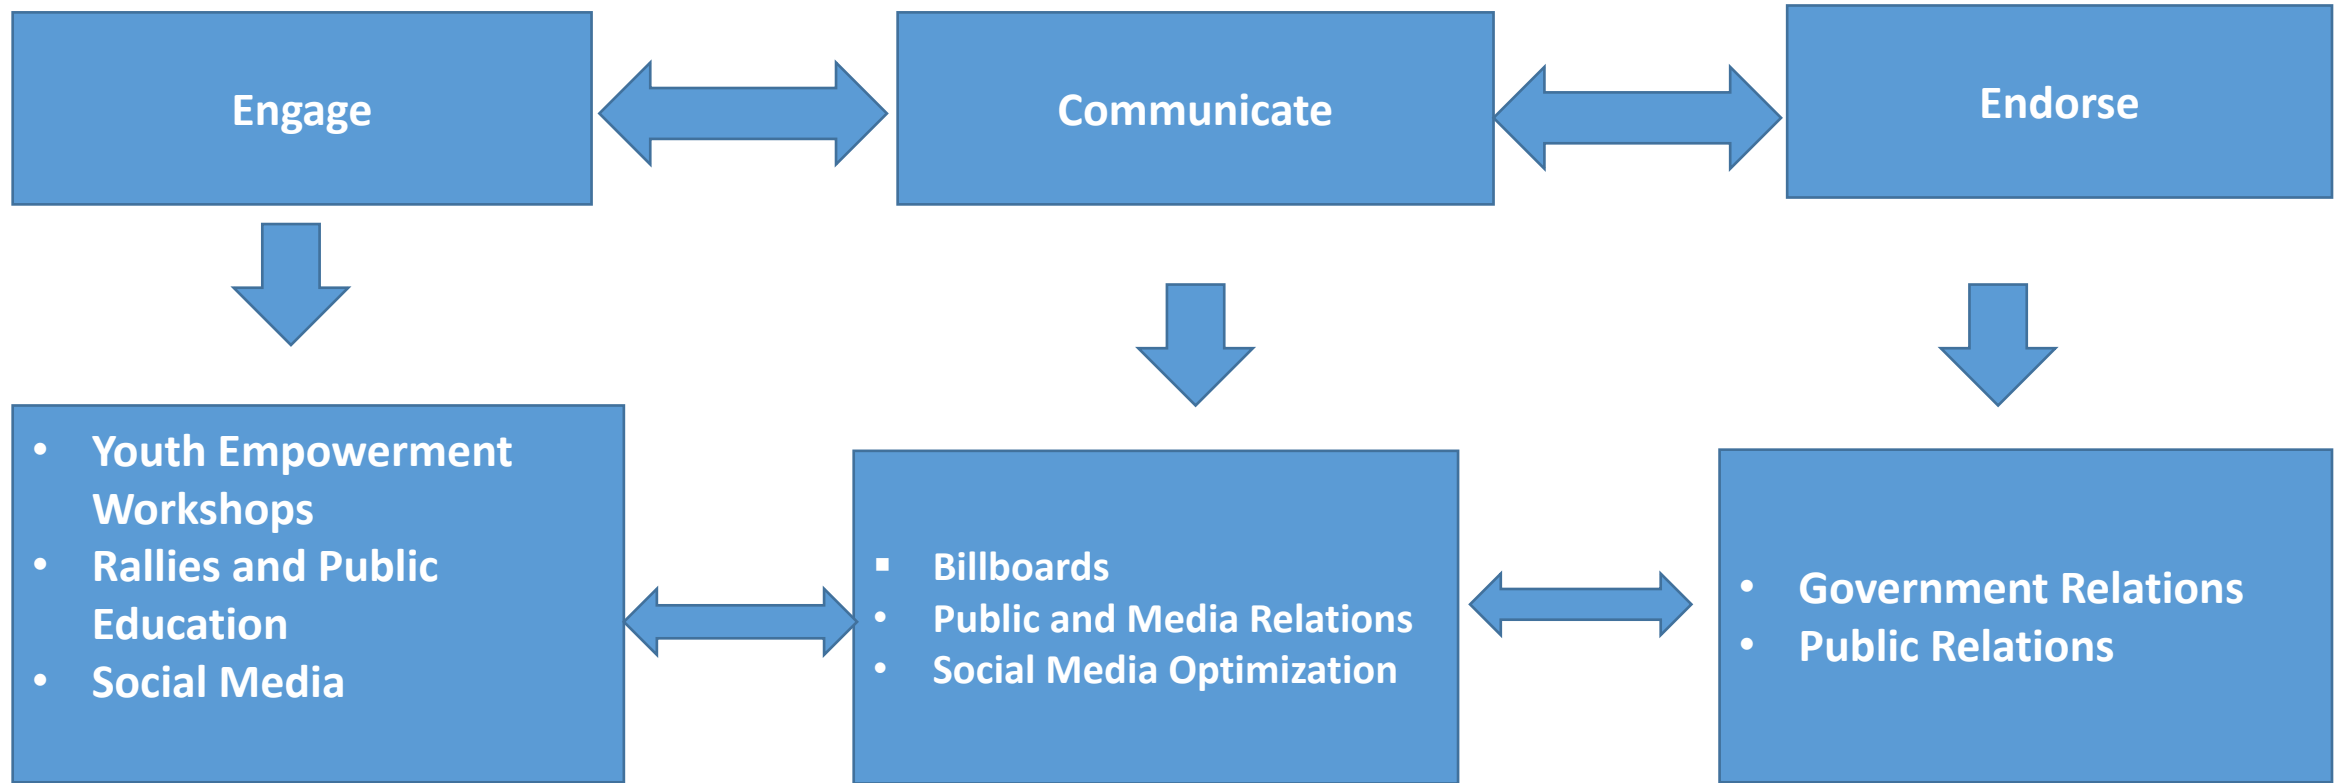 Engage
Communicate
Endorse
• Youth Empowerment
Workshops
• Rallies and Public
Education
• Social Media
▪ Billboards
• Public and Media Relations
• Social Media Optimization
• Government Relations
• Public Relations